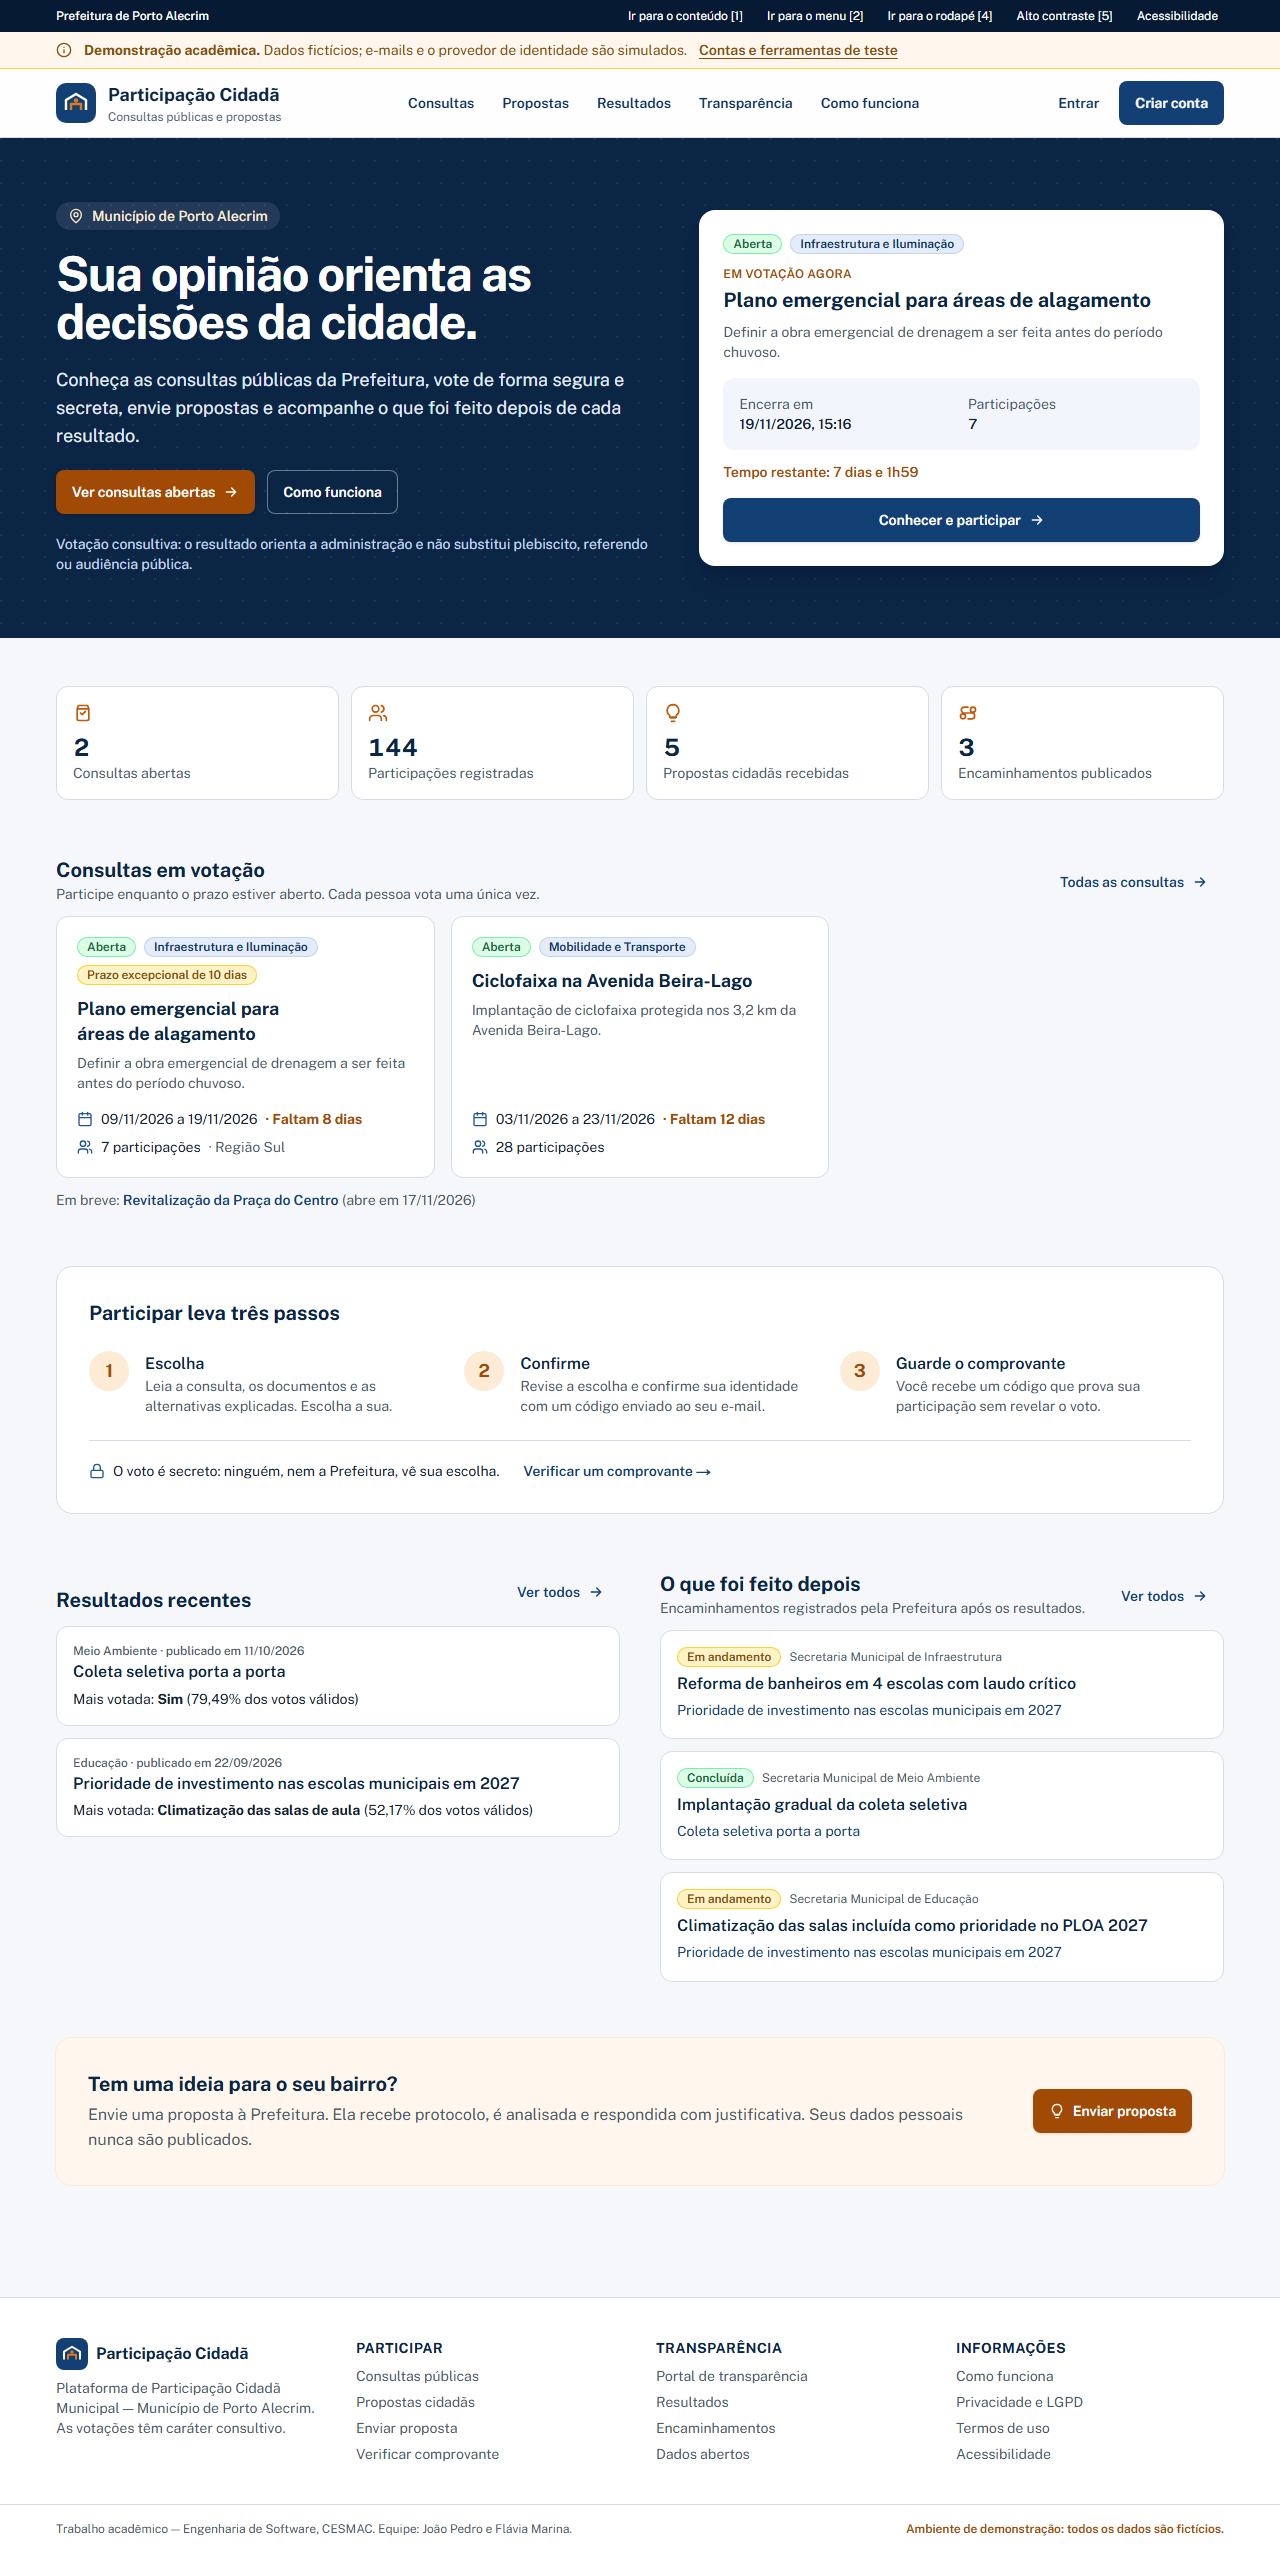 Prefeitura de Porto Alecrim
Ir para o conteúdo [1] Ir para o menu [2] Ir para o rodapé [4] Alto contraste [5] Acessibilidade
Demonstração acadêmica. Dados fictícios; e-mails e o provedor de identidade são simulados. Contas e ferramentas de teste
Participação Cidadã
Consultas públicas e propostas
Consultas Propostas Resultados Transparência Como funciona
Entrar Criar conta
Município de Porto Alecrim
Sua opinião orienta as
decisões da cidade.
Conheça as consultas públicas da Prefeitura, vote de forma segura e
secreta, envie propostas e acompanhe o que foi feito depois de cada
resultado.
Ver consultas abertas → Como funciona
Votação consultiva: o resultado orienta a administração e não substitui plebiscito, referendo
ou audiência pública.
Aberta Infraestrutura e Iluminação
EM VOTAÇÃO AGORA
Plano emergencial para áreas de alagamento
Definir a obra emergencial de drenagem a ser feita antes do período
chuvoso.
Encerra em Participações
19/11/2026, 15:16 7
Tempo restante: 7 dias e 1h59
Conhecer e participar →
2
Consultas abertas
144
Participações registradas
5
Propostas cidadãs recebidas
3
Encaminhamentos publicados
Consultas em votação
Participe enquanto o prazo estiver aberto. Cada pessoa vota uma única vez.
Todas as consultas →
Aberta Infraestrutura e Iluminação
Prazo excepcional de 10 dias
Plano emergencial para
áreas de alagamento
Definir a obra emergencial de drenagem a ser feita
antes do período chuvoso.
09/11/2026 a 19/11/2026 · Faltam 8 dias
7 participações · Região Sul
Aberta Mobilidade e Transporte
Ciclofaixa na Avenida Beira-Lago
Implantação de ciclofaixa protegida nos 3,2 km da
Avenida Beira-Lago.
03/11/2026 a 23/11/2026 · Faltam 12 dias
28 participações
Em breve: Revitalização da Praça do Centro (abre em 17/11/2026)
Participar leva três passos
1 Escolha
Leia a consulta, os documentos e as
alternativas explicadas. Escolha a sua.
2 Confirme
Revise a escolha e confirme sua identidade
com um código enviado ao seu e-mail.
3 Guarde o comprovante
Você recebe um código que prova sua
participação sem revelar o voto.
O voto é secreto: ninguém, nem a Prefeitura, vê sua escolha. Verificar um comprovante →
Resultados recentes
Ver todos →
Meio Ambiente · publicado em 11/10/2026
Coleta seletiva porta a porta
Mais votada: Sim (79,49% dos votos válidos)
Educação · publicado em 22/09/2026
Prioridade de investimento nas escolas municipais em 2027
Mais votada: Climatização das salas de aula (52,17% dos votos válidos)
O que foi feito depois
Encaminhamentos registrados pela Prefeitura após os resultados.
Ver todos →
Em andamento Secretaria Municipal de Infraestrutura
Reforma de banheiros em 4 escolas com laudo crítico
Prioridade de investimento nas escolas municipais em 2027
Concluída Secretaria Municipal de Meio Ambiente
Implantação gradual da coleta seletiva
Coleta seletiva porta a porta
Em andamento Secretaria Municipal de Educação
Climatização das salas incluída como prioridade no PLOA 2027
Prioridade de investimento nas escolas municipais em 2027
Tem uma ideia para o seu bairro?
Envie uma proposta à Prefeitura. Ela recebe protocolo, é analisada e respondida com justificativa. Seus dados pessoais
nunca são publicados.
Enviar proposta
Participação Cidadã
Plataforma de Participação Cidadã
Municipal — Município de Porto Alecrim.
As votações têm caráter consultivo.
PARTICIPAR
Consultas públicas
Propostas cidadãs
Enviar proposta
Verificar comprovante
TRANSPARÊNCIA
Portal de transparência
Resultados
Encaminhamentos
Dados abertos
INFORMAÇÕES
Como funciona
Privacidade e LGPD
Termos de uso
Acessibilidade
Trabalho acadêmico — Engenharia de Software, CESMAC. Equipe: João Pedro e Flávia Marina.
Ambiente de demonstração: todos os dados são fictícios.